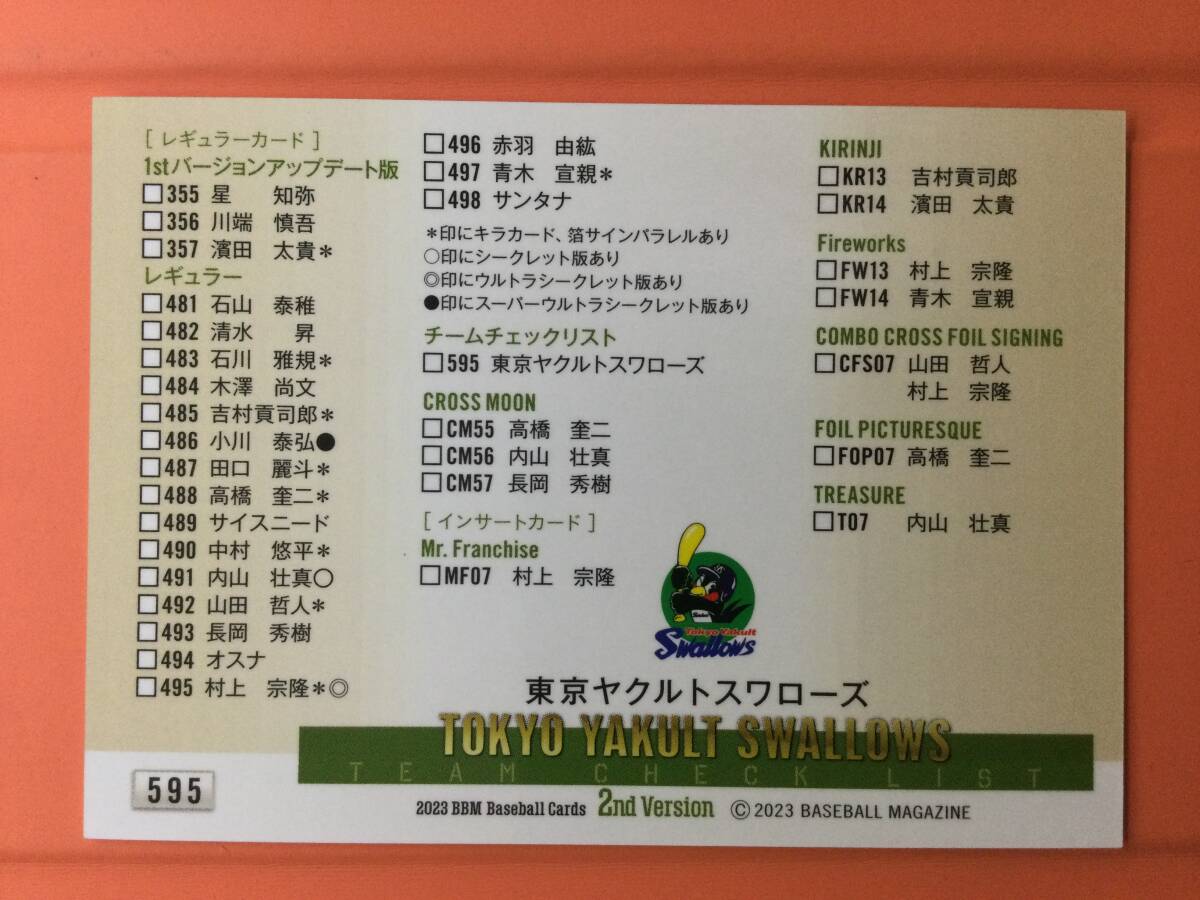 [ レギュラーカード ]
1stバージョンアップデート版
□355 星 知弥
□356 川端 慎吾
□357 濱田 太貴*
レギュラー
□481 石山 泰稚
□482 清水 昇
□483 石川 雅規*
□484 木澤 尚文
□485 吉村貢司郎*
□486 小川 泰弘●
□487 田口 麗斗*
□488 高橋 奎二*
□489 サイスニード
□490 中村 悠平*
□491 内山 壮真○
□492 山田 哲人*
□493 長岡 秀樹
□494 オスナ
□495 村上 宗隆*◎
□496 赤羽 由紘
□497 青木 宣親*
□498 サンタナ
*印にキラカード、箔サインパラレルあり
○印にシークレット版あり
◎印にウルトラシークレット版あり
●印にスーパーウルトラシークレット版あり
チームチェックリスト
□595 東京ヤクルトスワローズ
CROSS MOON
□CM55 高橋 奎二
□CM56 内山 壮真
□CM57 長岡 秀樹
[ インサートカード ]
Mr. Franchise
□MF07 村上 宗隆
KIRINJI
□KR13 吉村貢司郎
□KR14 濱田 太貴
Fireworks
□FW13 村上 宗隆
□FW14 青木 宣親
COMBO CROSS FOIL SIGNING
□CFS07 山田 哲人
村上 宗隆
FOIL PICTURESQUE
□FOP07 高橋 奎二
TREASURE
□T07 内山 壮真
Tokyo Yakult
Swallows
東京ヤクルトスワローズ
TOKYO YAKULT SWALLOWS
TEAM CHECK LIST
595
2023 BBM Baseball Cards 2nd Version ©2023 BASEBALL MAGAZINE